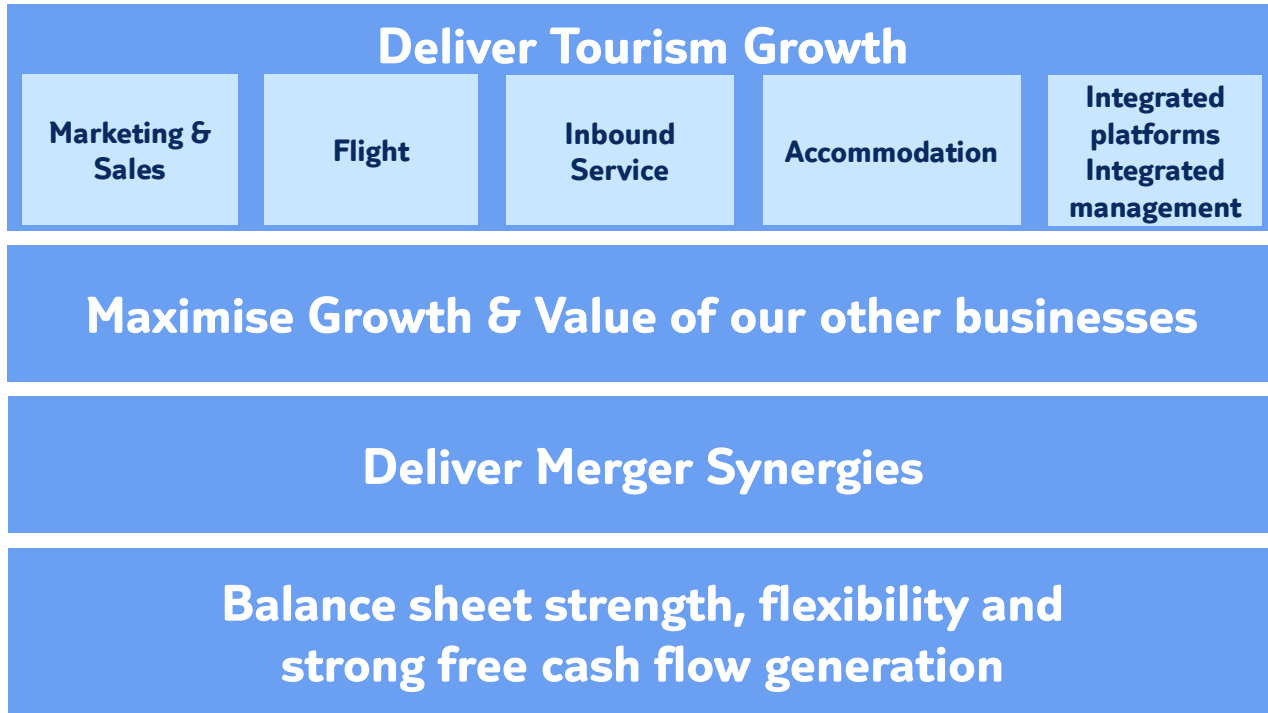 Deliver Tourism Growth
Marketing &
Sales
Flight
Inbound
Service
Accommodation
Integrated
platforms
Integrated
management
Maximise Growth & Value of our other businesses
Deliver Merger Synergies
Balance sheet strength, flexibility and
strong free cash flow generation